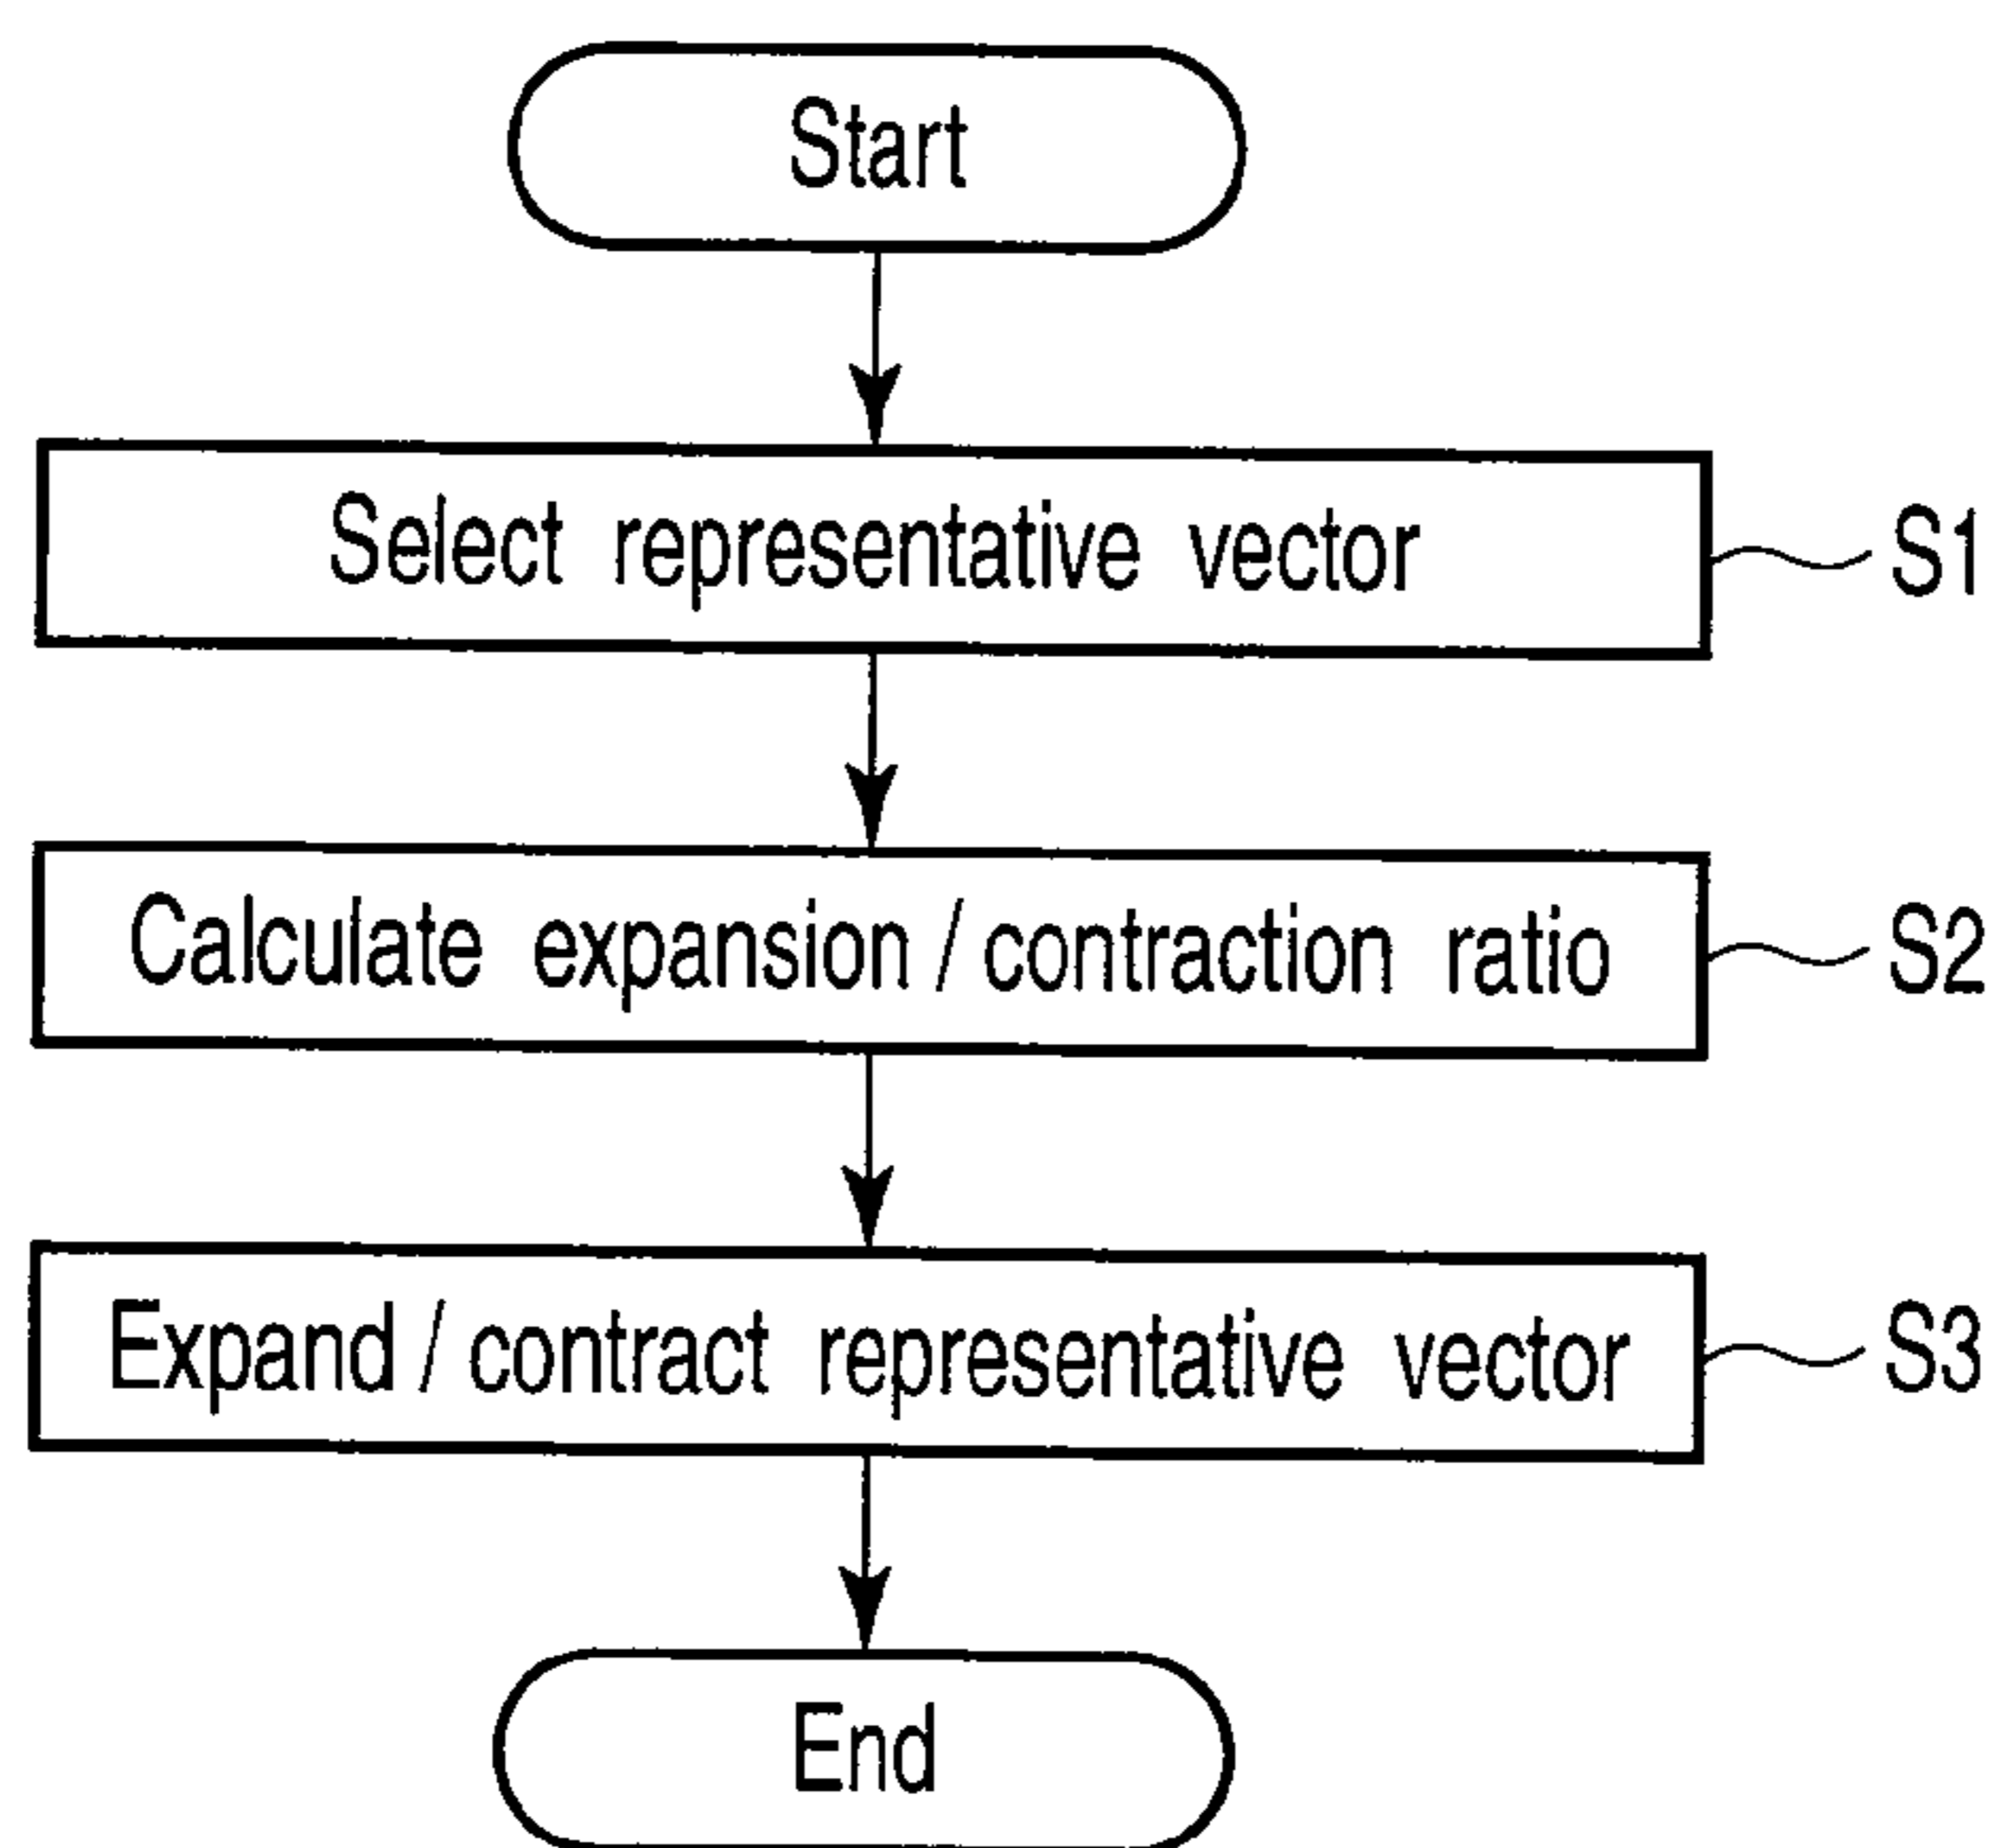 Start
Select representative vector
S1
Calculate expansion / contraction ratio
S2
Expand / contract representative vector
S3
End